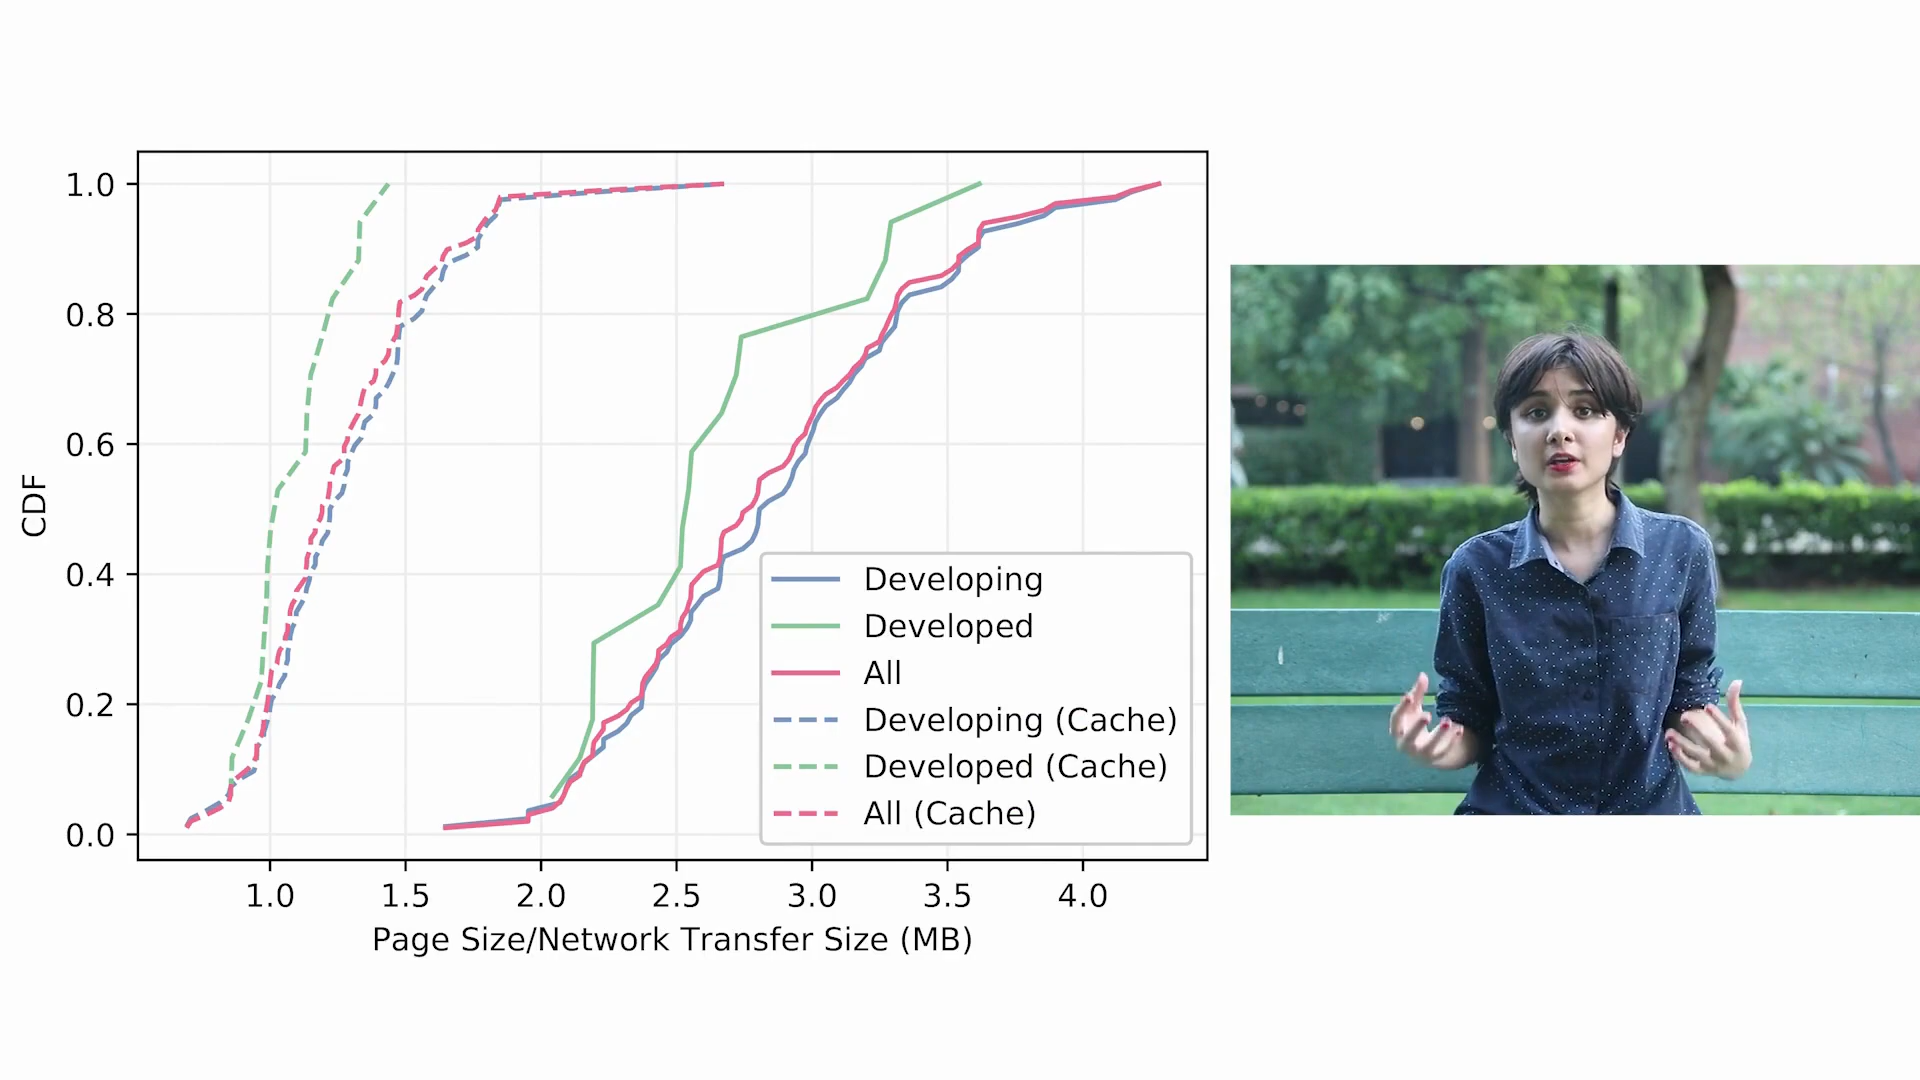 1.0
0.8
0.6
0.4
0.2
0.0
CDF
1.0 1.5 2.0 2.5 3.0 3.5 4.0
Page Size/Network Transfer Size (MB)
Developing
Developed
All
Developing (Cache)
Developed (Cache)
All (Cache)